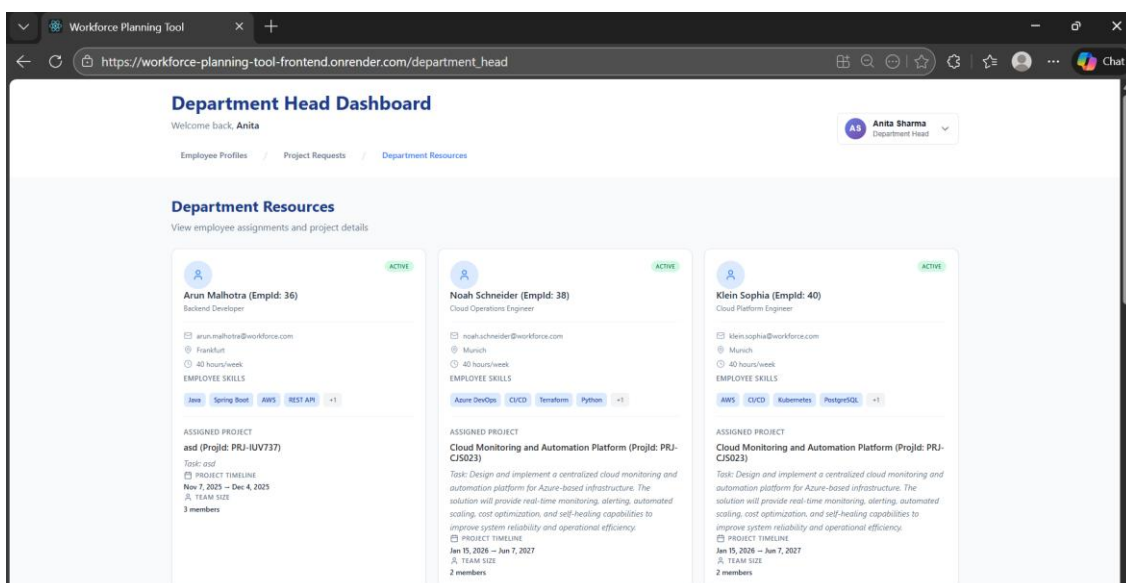 Workforce Planning Tool
https://workforce-planning-tool-frontend.onrender.com/department_head
Chat
Department Head Dashboard
Welcome back, Anita
AS
Anita Sharma
Department Head
Employee Profiles / Project Requests / Department Resources
Department Resources
View employee assignments and project details
ACTIVE
Arun Malhotra (EmpId: 36)
Backend Developer
arun.malhotra@workforce.com
Frankfurt
40 hours/week
EMPLOYEE SKILLS
Java Spring Boot AWS REST API +1
ASSIGNED PROJECT
asd (ProjId: PRJ-IUV737)
Task: asd
PROJECT TIMELINE
Nov 7, 2025 — Dec 4, 2025
TEAM SIZE
3 members
ACTIVE
Noah Schneider (EmpId: 38)
Cloud Operations Engineer
noah.schneider@workforce.com
Munich
40 hours/week
EMPLOYEE SKILLS
Azure DevOps CI/CD Terraform Python +1
ASSIGNED PROJECT
Cloud Monitoring and Automation Platform (ProjId: PRJ-
CJS023)
Task: Design and implement a centralized cloud monitoring and
automation platform for Azure-based infrastructure. The
solution will provide real-time monitoring, alerting, automated
scaling, cost optimization, and self-healing capabilities to
improve system reliability and operational efficiency.
PROJECT TIMELINE
Jan 15, 2026 — Jun 7, 2027
TEAM SIZE
2 members
ACTIVE
Klein Sophia (EmpId: 40)
Cloud Platform Engineer
klein.sophia@workforce.com
Munich
40 hours/week
EMPLOYEE SKILLS
AWS CI/CD Kubernetes PostgreSQL +1
ASSIGNED PROJECT
Cloud Monitoring and Automation Platform (ProjId: PRJ-
CJS023)
Task: Design and implement a centralized cloud monitoring and
automation platform for Azure-based infrastructure. The
solution will provide real-time monitoring, alerting, automated
scaling, cost optimization, and self-healing capabilities to
improve system reliability and operational efficiency.
PROJECT TIMELINE
Jan 15, 2026 — Jun 7, 2027
TEAM SIZE
2 members